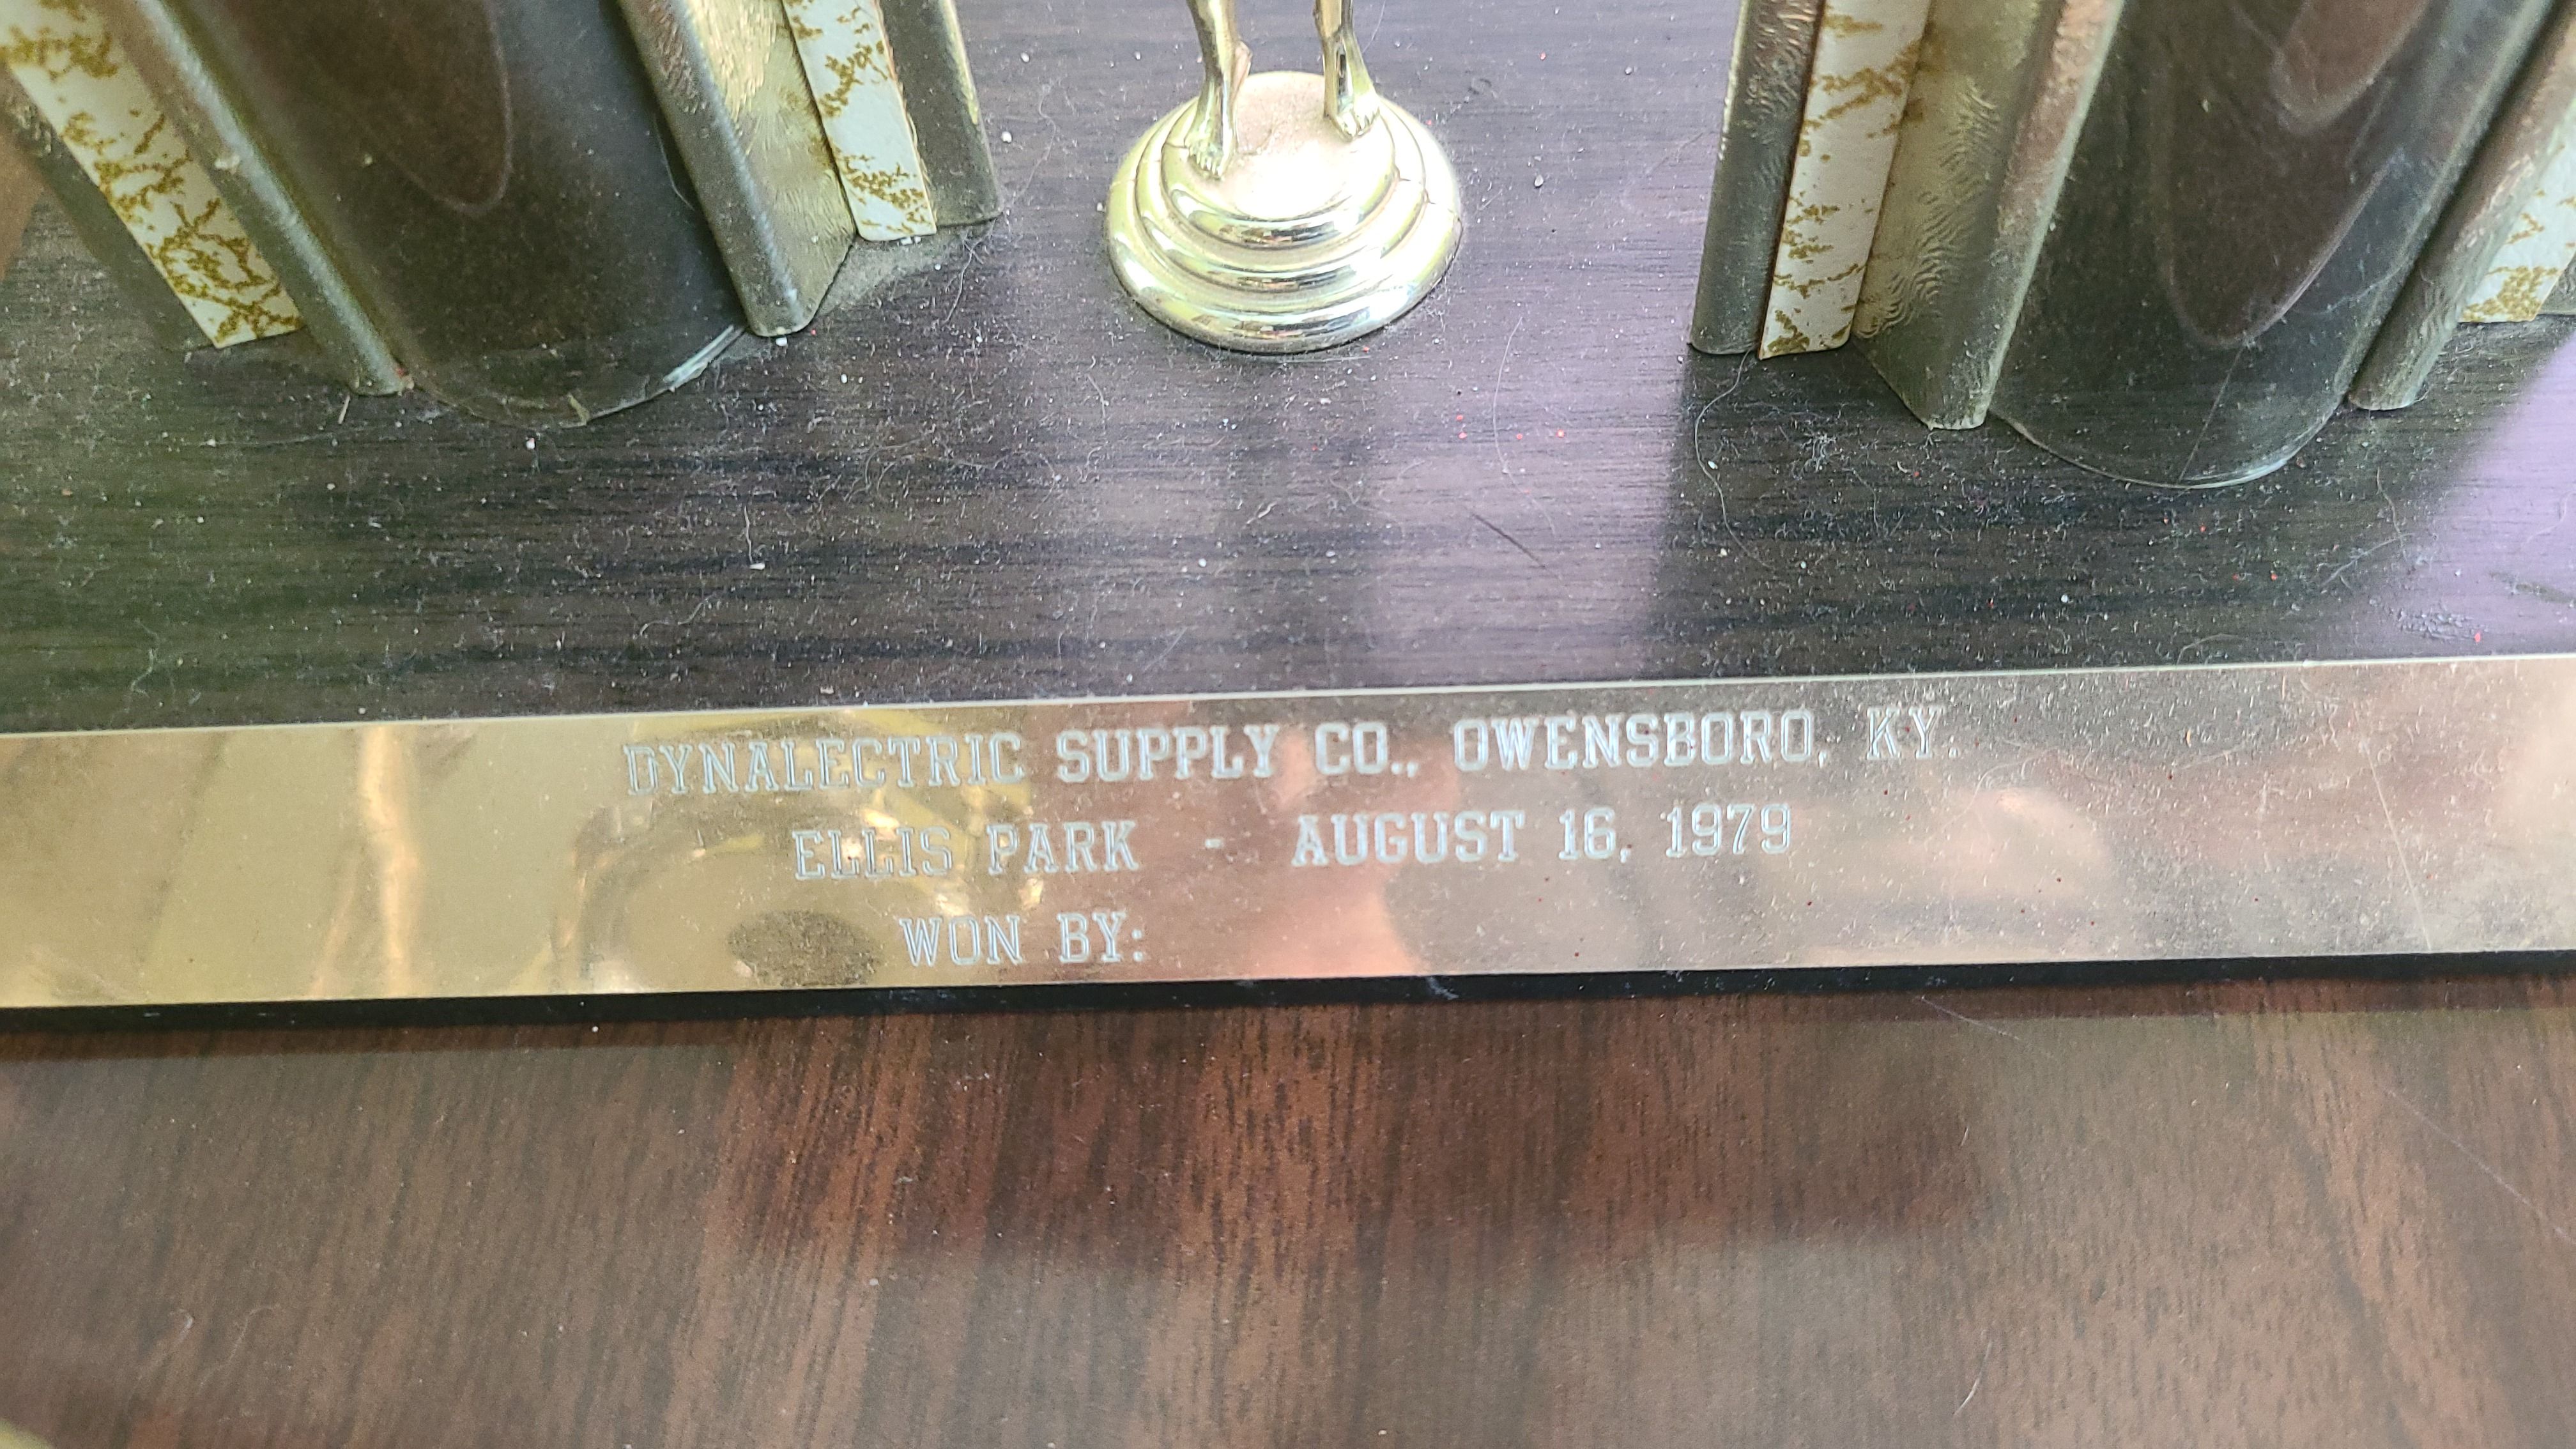 DYNALECTRIC SUPPLY CO., OWENSBORO, KY.
ELLIS PARK - AUGUST 16, 1979
WON BY: